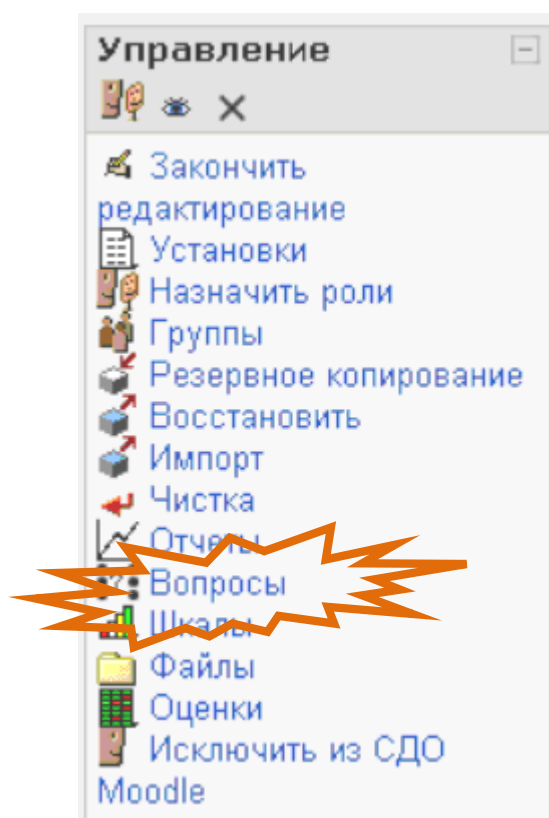 Управление
Закончить
редактирование
Установки
Назначить роли
Группы
Резервное копирование
Восстановить
Импорт
Чистка
Отчеты
Вопросы
Шкалы
Файлы
Оценки
Исключить из СДО
Moodle